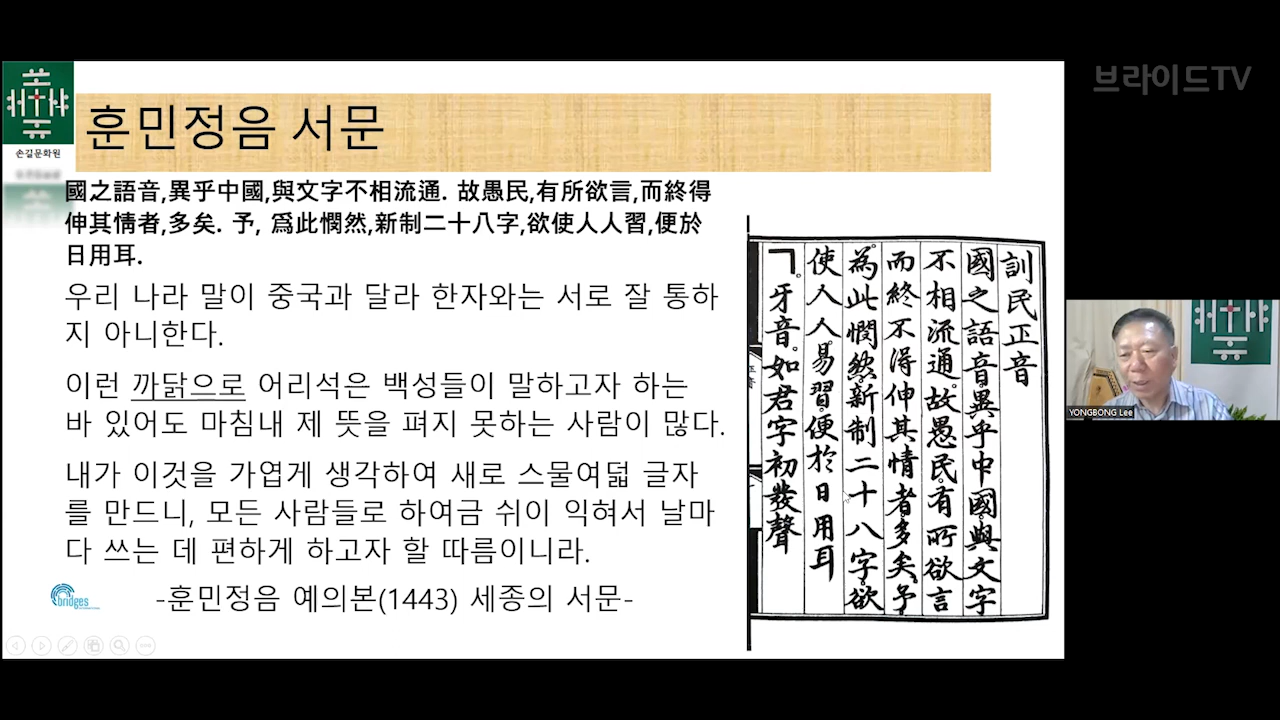 브라이드TV
손길문화원
훈민정음 서문
國之語音,異乎中國,與文字不相流通. 故愚民,有所欲言,而終得
伸其情者,多矣. 予, 爲此憫然,新制二十八字,欲使人人習,便於
日用耳.
우리 나라 말이 중국과 달라 한자와는 서로 잘 통하
지 아니한다.
이런 까닭으로 어리석은 백성들이 말하고자 하는
바 있어도 마침내 제 뜻을 펴지 못하는 사람이 많다.
내가 이것을 가엽게 생각하여 새로 스물여덟 글자
를 만드니, 모든 사람들로 하여금 쉬이 익혀서 날마
다 쓰는 데 편하게 하고자 할 따름이니라.
-훈민정음 예의본(1443) 세종의 서문-
bridges
訓民正音
國之語音異乎中國與文字
不相流通故愚民有所欲言
而終不得伸其情者多矣予
為此憫然新制二十八字欲
使人人易習便於日用耳
ㄱ牙音如君字初發聲
YONGBONG Lee